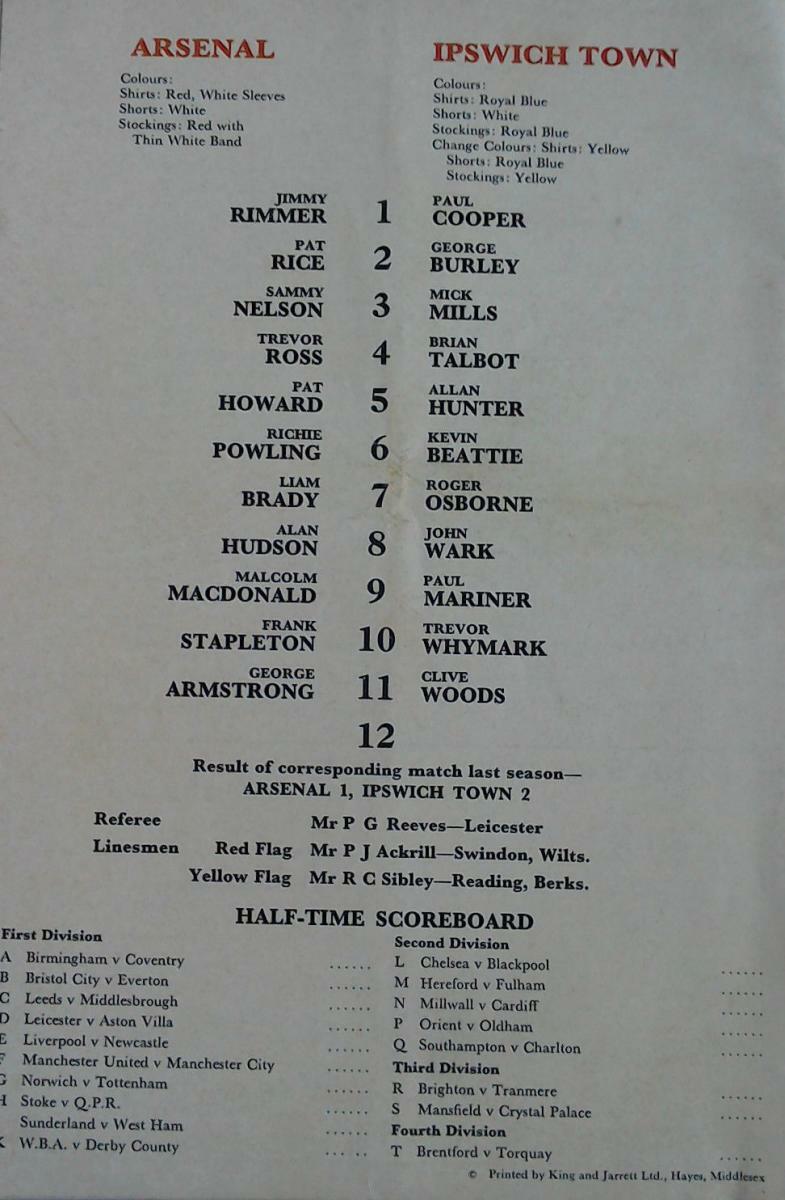 ARSENAL
Colours:
Shirts: Red, White Sleeves
Shorts: White
Stockings: Red with
Thin White Band
IPSWICH TOWN
Colours:
Shirts: Royal Blue
Shorts: White
Stockings: Royal Blue
Change Colours: Shirts: Yellow
Shorts: Royal Blue
Stockings: Yellow
JIMMY RIMMER 1 PAUL COOPER
PAT RICE 2 GEORGE BURLEY
SAMMY NELSON 3 MICK MILLS
TREVOR ROSS 4 BRIAN TALBOT
PAT HOWARD 5 ALLAN HUNTER
RICHIE POWLING 6 KEVIN BEATTIE
LIAM BRADY 7 ROGER OSBORNE
ALAN HUDSON 8 JOHN WARK
MALCOLM MACDONALD 9 PAUL MARINER
FRANK STAPLETON 10 TREVOR WHYMARK
GEORGE ARMSTRONG 11 CLIVE WOODS
12
Result of corresponding match last season—
ARSENAL 1, IPSWICH TOWN 2
Referee Mr P G Reeves—Leicester
Linesmen Red Flag Mr P J Ackrill—Swindon, Wilts.
Yellow Flag Mr R C Sibley—Reading, Berks.
HALF-TIME SCOREBOARD
First Division
A Birmingham v Coventry ......
B Bristol City v Everton ......
C Leeds v Middlesbrough ......
D Leicester v Aston Villa ......
E Liverpool v Newcastle ......
F Manchester United v Manchester City ......
G Norwich v Tottenham ......
H Stoke v Q.P.R. ......
Sunderland v West Ham ......
K W.B.A. v Derby County ......
Second Division
L Chelsea v Blackpool ......
M Hereford v Fulham ......
N Millwall v Cardiff ......
P Orient v Oldham ......
Q Southampton v Charlton ......
Third Division
R Brighton v Tranmere ......
S Mansfield v Crystal Palace ......
Fourth Division
T Brentford v Torquay ......
© Printed by King and Jarrett Ltd., Hayes, Middlesex